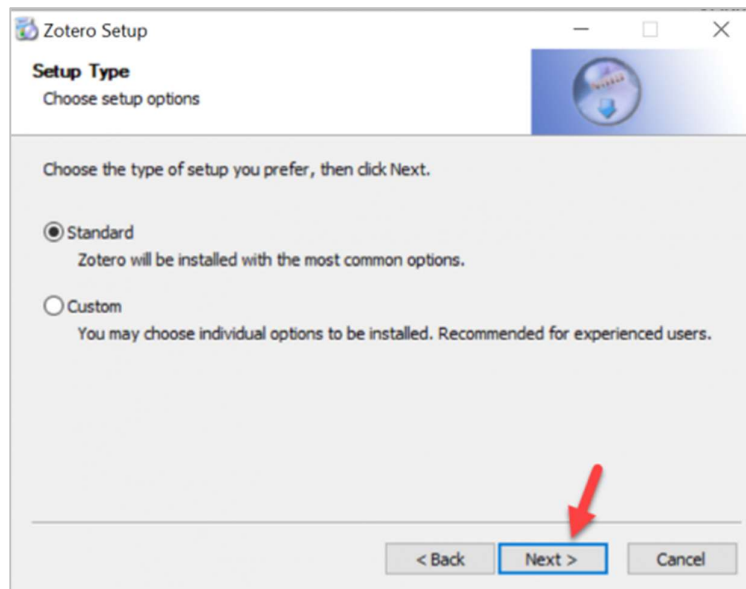 Zotero Setup
Setup Type
Choose setup options
Choose the type of setup you prefer, then click Next.
Standard
Zotero will be installed with the most common options.
Custom
You may choose individual options to be installed. Recommended for experienced users.
< Back Next > Cancel